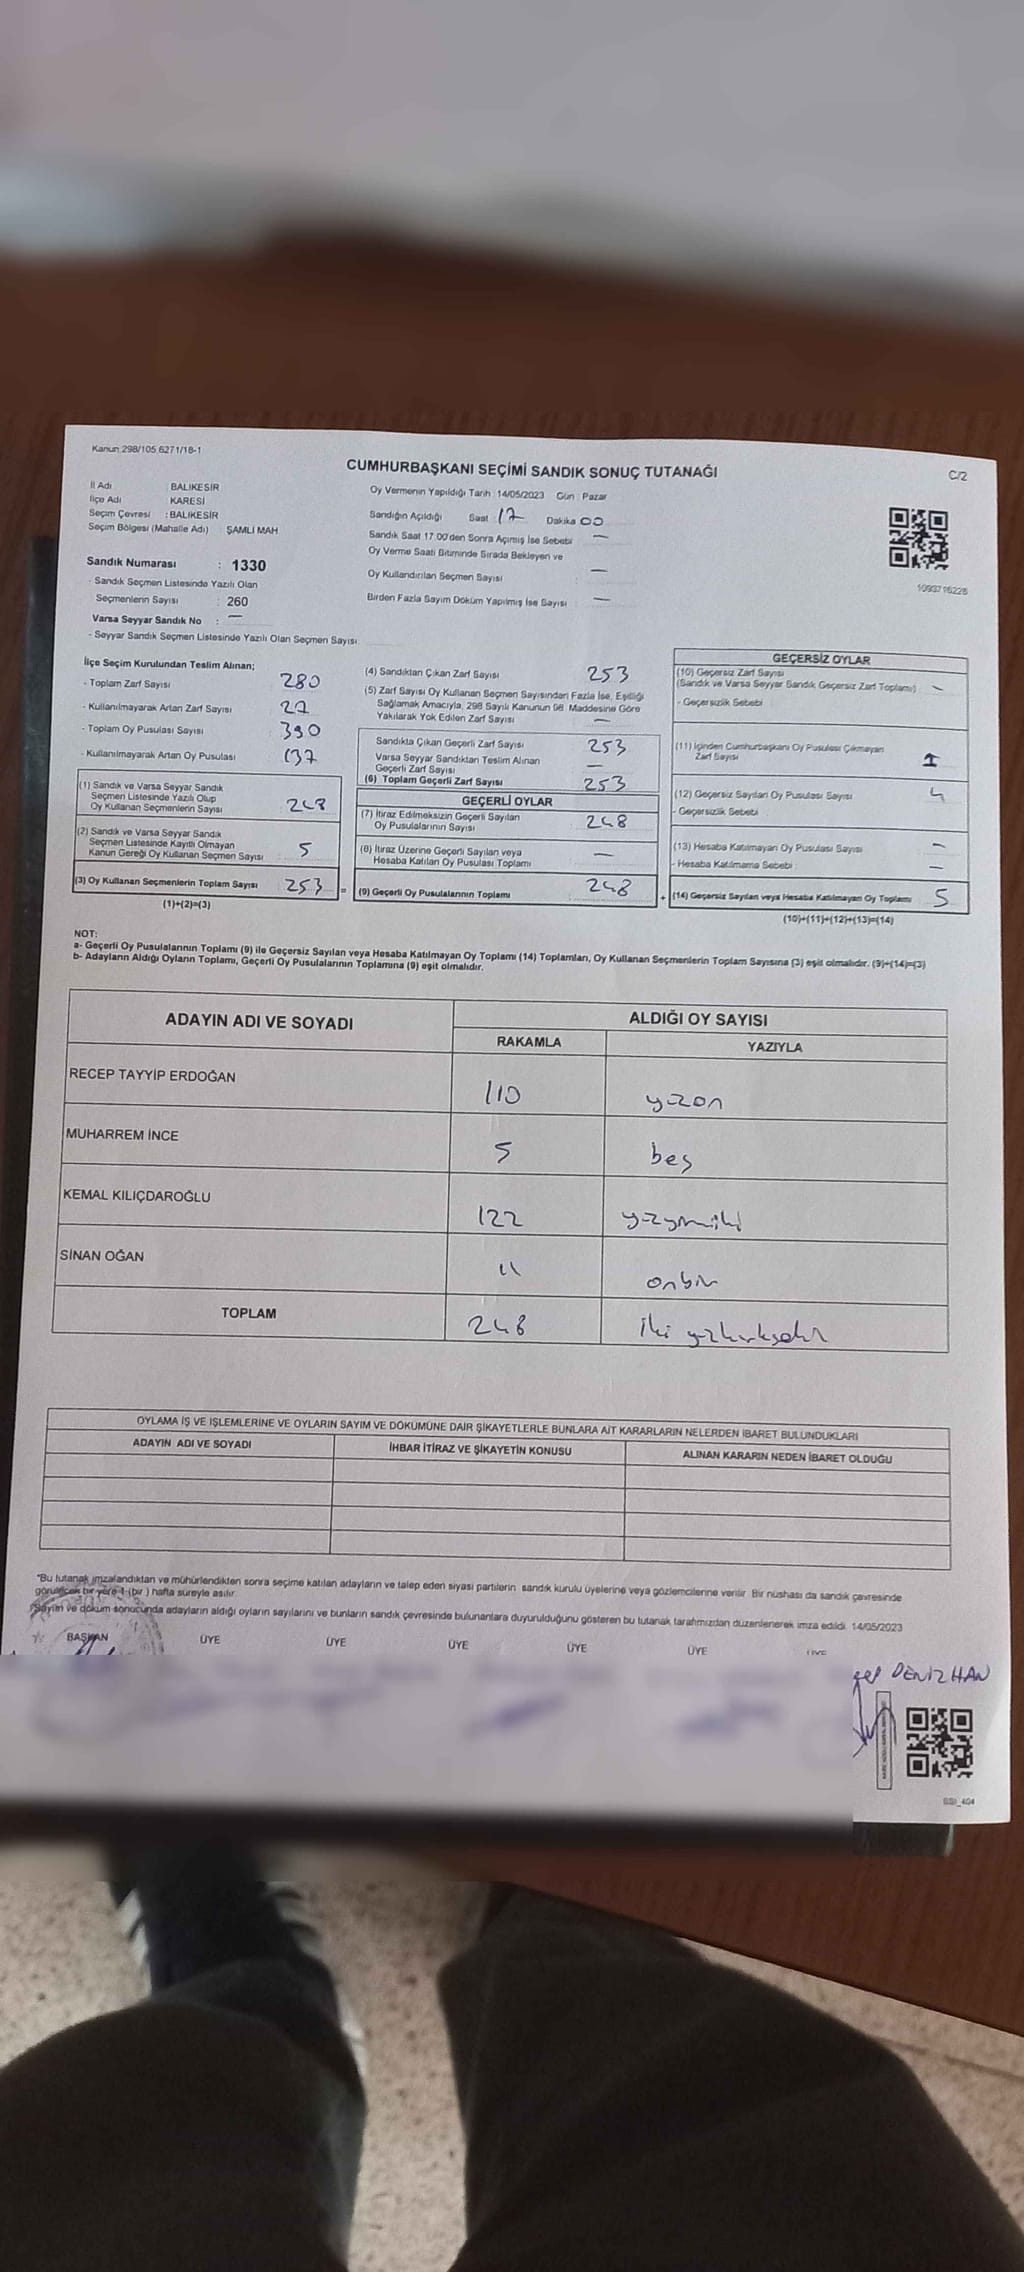 Kanun 298/105 6271/18-1
C/2
CUMHURBAŞKANI SEÇİMİ SANDIK SONUÇ TUTANAĞI
İl Adı BALIKESİR
İlçe Adı KARESİ
Seçim Çevresi : BALIKESİR
Seçim Bölgesi (Mahalle Adı) : ŞAMLI MAH
Oy Vermenin Yapıldığı Tarih 14/05/2023 Gün : Pazar
Sandığın Açıldığı Saat : 17 Dakika 00
Sandık Saat 17.00'den Sonra Açılmış İse Sebebi : —
Oy Verme Saati Bitiminde Sırada Bekleyen ve
Oy Kullandırılan Seçmen Sayısı : —
Birden Fazla Sayım Döküm Yapılmış İse Sayısı : —
1093716226
Sandık Numarası : 1330
- Sandık Seçmen Listesinde Yazılı Olan
Seçmenlerin Sayısı : 260
Varsa Seyyar Sandık No : —
- Seyyar Sandık Seçmen Listesinde Yazılı Olan Seçmen Sayısı
İlçe Seçim Kurulundan Teslim Alınan;
- Toplam Zarf Sayısı 280
- Kullanılmayarak Artan Zarf Sayısı 27
- Toplam Oy Pusulası Sayısı 390
- Kullanılmayarak Artan Oy Pusulası 137
(1) Sandık ve Varsa Seyyar Sandık
Seçmen Listesinde Yazılı Olup
Oy Kullanan Seçmenlerin Sayısı 248
(2) Sandık ve Varsa Seyyar Sandık
Seçmen Listesinde Kayıtlı Olmayan
Kanun Gereği Oy Kullanan Seçmen Sayısı 5
(3) Oy Kullanan Seçmenlerin Toplam Sayısı 253 =
(1)+(2)=(3)
(4) Sandıktan Çıkan Zarf Sayısı 253
(5) Zarf Sayısı Oy Kullanan Seçmen Sayısından Fazla İse, Eşitliği
Sağlamak Amacıyla, 298 Sayılı Kanunun 98. Maddesine Göre
Yakılarak Yok Edilen Zarf Sayısı —
Sandıkta Çıkan Geçerli Zarf Sayısı 253
Varsa Seyyar Sandıktan Teslim Alınan
Geçerli Zarf Sayısı —
(6) Toplam Geçerli Zarf Sayısı 253
GEÇERLİ OYLAR
(7) İtiraz Edilmeksizin Geçerli Sayılan
Oy Pusulalarının Sayısı 248
(8) İtiraz Üzerine Geçerli Sayılan veya
Hesaba Katılan Oy Pusulası Toplamı —
(9) Geçerli Oy Pusulalarının Toplamı 248 +
GEÇERSİZ OYLAR
(10) Geçersiz Zarf Sayısı
(Sandık ve Varsa Seyyar Sandık Geçersiz Zarf Toplamı) : —
- Geçersizlik Sebebi
(11) İçinden Cumhurbaşkanı Oy Pusulası Çıkmayan
Zarf Sayısı 1
(12) Geçersiz Sayılan Oy Pusulası Sayısı 4
- Geçersizlik Sebebi
(13) Hesaba Katılmayan Oy Pusulası Sayısı —
- Hesaba Katılmama Sebebi : —
(14) Geçersiz Sayılan veya Hesaba Katılmayan Oy Toplamı 5
(10)+(11)+(12)+(13)=(14)
NOT:
a- Geçerli Oy Pusulalarının Toplamı (9) ile Geçersiz Sayılan veya Hesaba Katılmayan Oy Toplamı (14) Toplamları, Oy Kullanan Seçmenlerin Toplam Sayısına (3) eşit olmalıdır. (9)+(14)=(3)
b- Adayların Aldığı Oyların Toplamı, Geçerli Oy Pusulalarının Toplamına (9) eşit olmalıdır.
ADAYIN ADI VE SOYADI ALDIĞI OY SAYISI
RAKAMLA YAZIYLA
RECEP TAYYİP ERDOĞAN 110 yüzon
MUHARREM İNCE 5 beş
KEMAL KILIÇDAROĞLU 122 yüzyirmiiki
SİNAN OĞAN 11 onbir
TOPLAM 248 iki yüzkırksekiz
OYLAMA İŞ VE İŞLEMLERİNE VE OYLARIN SAYIM VE DÖKÜMÜNE DAİR ŞİKAYETLERLE BUNLARA AİT KARARLARIN NELERDEN İBARET BULUNDUKLARI
ADAYIN ADI VE SOYADI İHBAR İTİRAZ VE ŞİKAYETİN KONUSU ALINAN KARARIN NEDEN İBARET OLDUĞU
*Bu tutanak imzalandıktan ve mühürlendikten sonra seçime katılan adayların ve talep eden siyasi partilerin sandık kurulu üyelerine veya gözlemcilerine verilir. Bir nüshası da sandık çevresinde
görülecek bir yere 1 (bir ) hafta süreyle asılır.
Sayım ve döküm sonucunda adayların aldığı oyların sayılarını ve bunların sandık çevresinde bulunanlara duyurulduğunu gösteren bu tutanak tarafımızdan düzenlenerek imza edildi. 14/05/2023
BAŞKAN ÜYE ÜYE ÜYE ÜYE ÜYE ÜYE
DENİZHAN